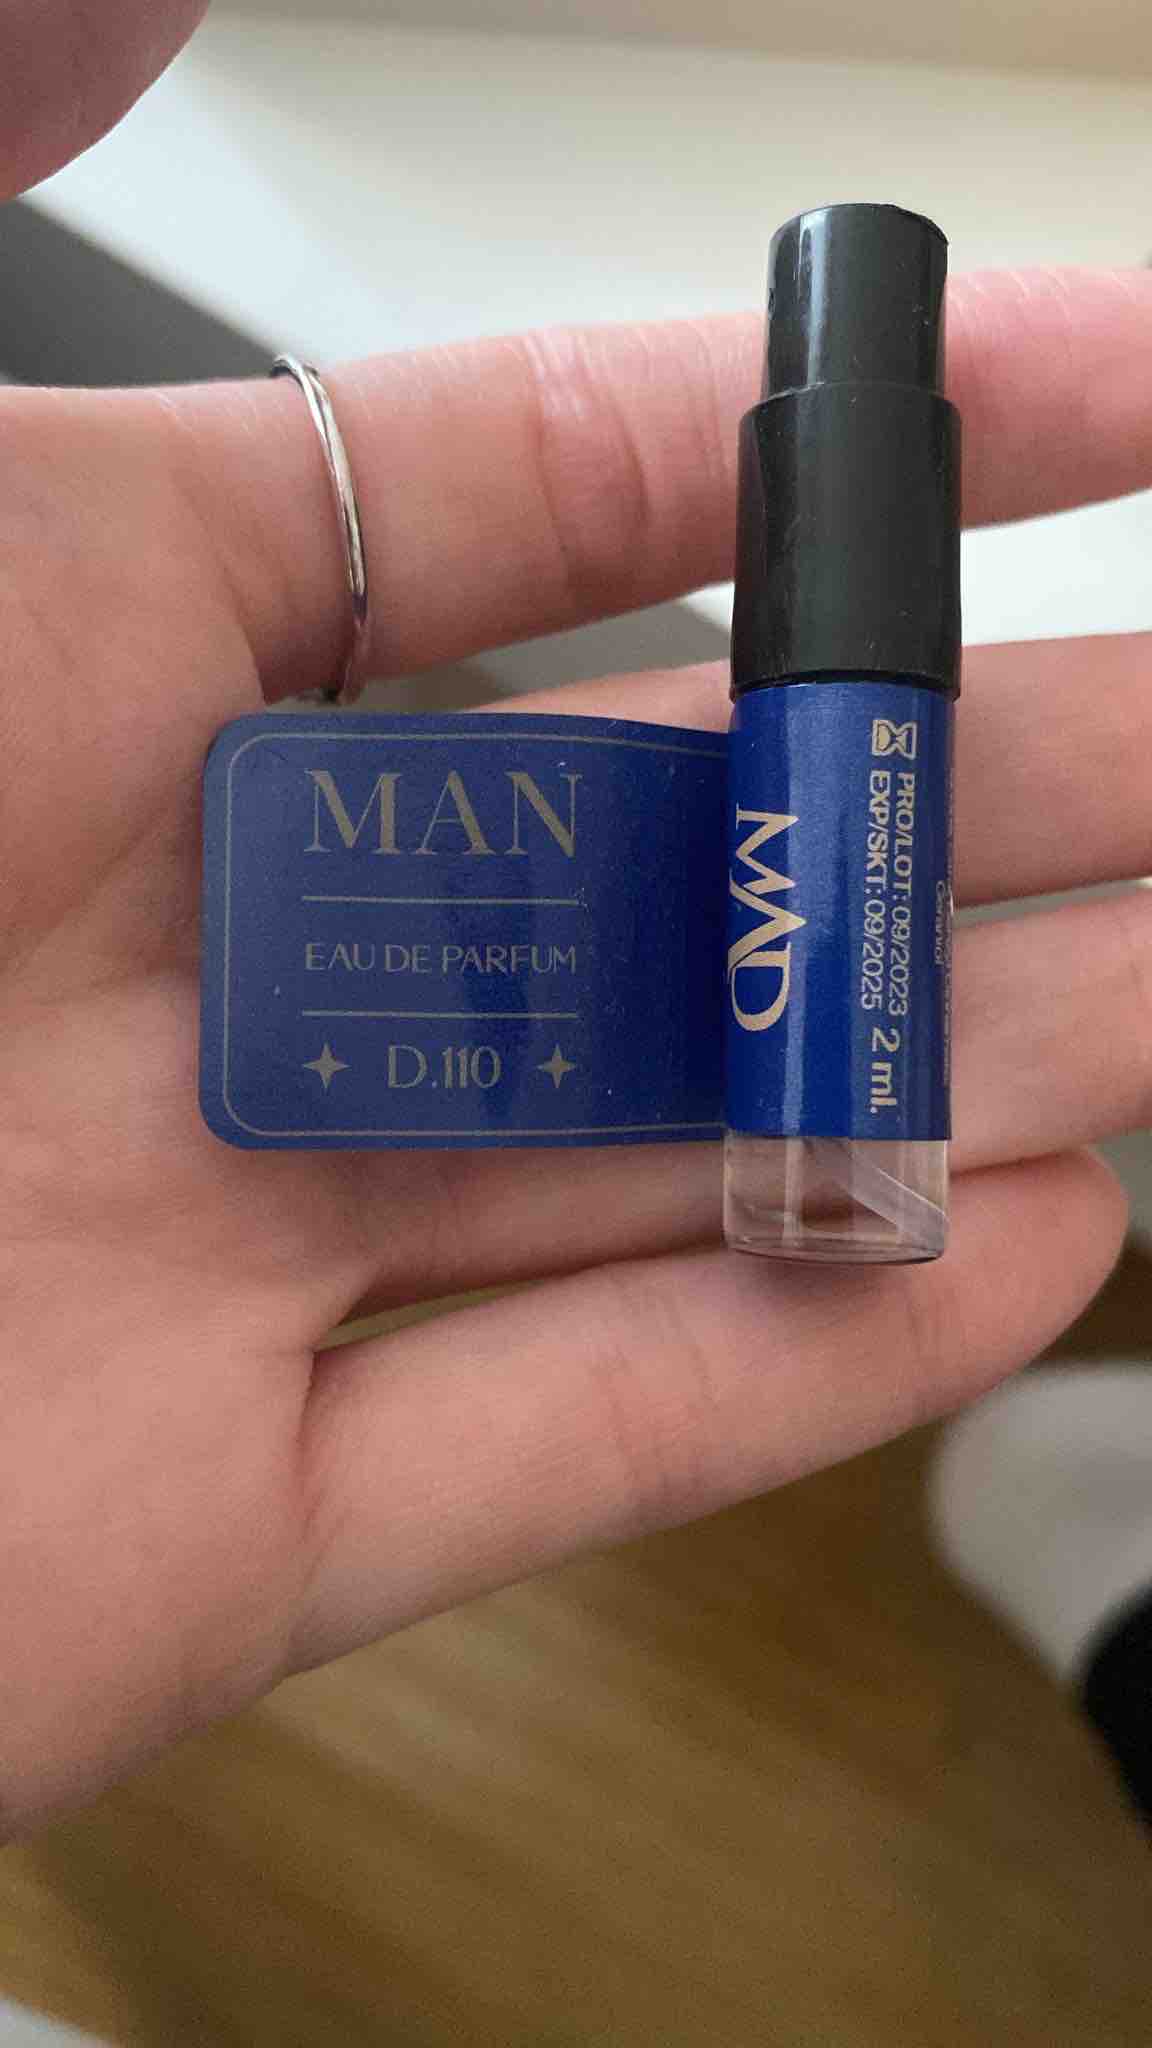 MAN
EAU DE PARFUM
D.110
MAD
PRO/LOT: 09/2023
EXP/SKT: 09/2025
2 ml.